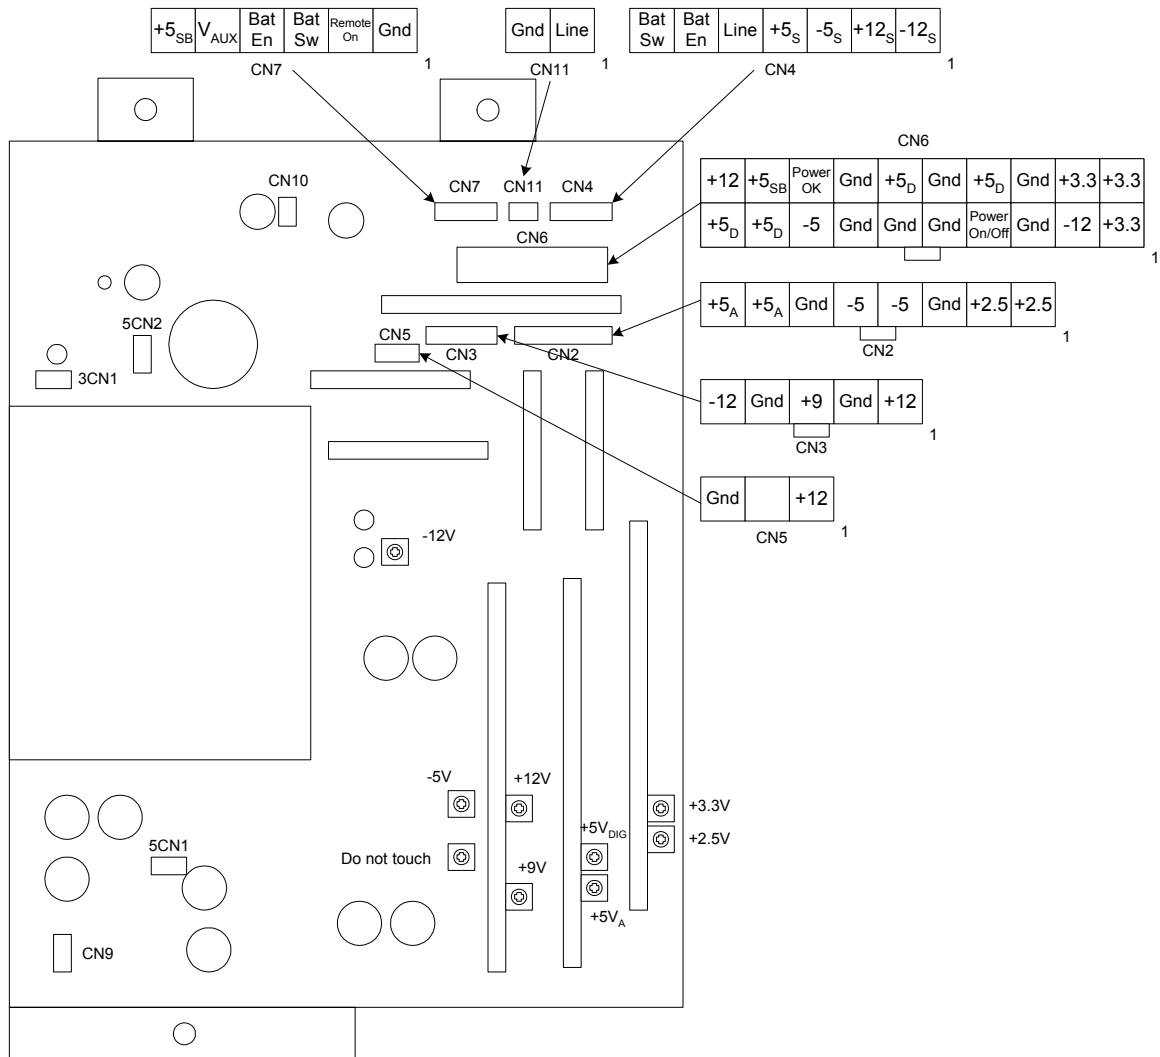 +5SB VAUX Bat En Bat Sw Remote On Gnd
1
CN7
Gnd Line
1
CN11
Bat Sw Bat En Line +5S -5S +12S -12S
1
CN4
CN6
+12 +5SB Power OK Gnd +5D Gnd +5D Gnd +3.3 +3.3
+5D +5D -5 Gnd Gnd Gnd Power On/Off Gnd -12 +3.3
1
CN10
CN7 CN11 CN4
CN6
+5A +5A Gnd -5 -5 Gnd +2.5 +2.5
1
CN2
5CN2
CN5
CN3
CN2
3CN1
-12 Gnd +9 Gnd +12
1
CN3
Gnd +12
1
CN5
-12V
-5V
+12V
+3.3V
+5VDIG
+2.5V
5CN1
Do not touch
+9V
+5VA
CN9